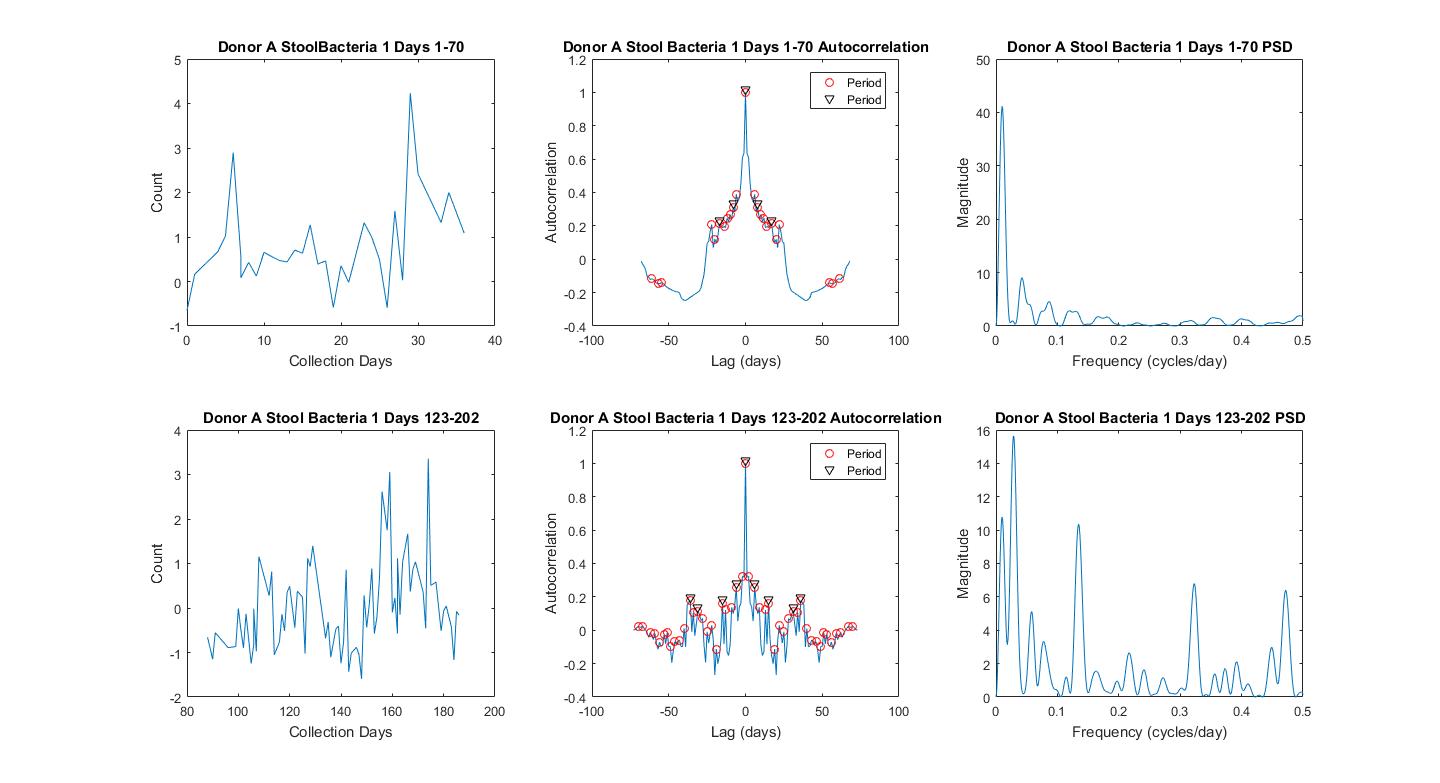 Donor A StoolBacteria 1 Days 1-70
5
4
3
2
1
0
-1
0 10 20 30 40
Count
Collection Days
Donor A Stool Bacteria 1 Days 1-70 Autocorrelation
1.2
1
0.8
0.6
0.4
0.2
0
-0.2
-0.4
-100 -50 0 50 100
Autocorrelation
Lag (days)
Period
Period
Donor A Stool Bacteria 1 Days 1-70 PSD
50
40
30
20
10
0
0 0.1 0.2 0.3 0.4 0.5
Magnitude
Frequency (cycles/day)
Donor A Stool Bacteria 1 Days 123-202
4
3
2
1
0
-1
-2
80 100 120 140 160 180 200
Count
Collection Days
Donor A Stool Bacteria 1 Days 123-202 Autocorrelation
1.2
1
0.8
0.6
0.4
0.2
0
-0.2
-0.4
-100 -50 0 50 100
Autocorrelation
Lag (days)
Period
Period
Donor A Stool Bacteria 1 Days 123-202 PSD
16
14
12
10
8
6
4
2
0
0 0.1 0.2 0.3 0.4 0.5
Magnitude
Frequency (cycles/day)